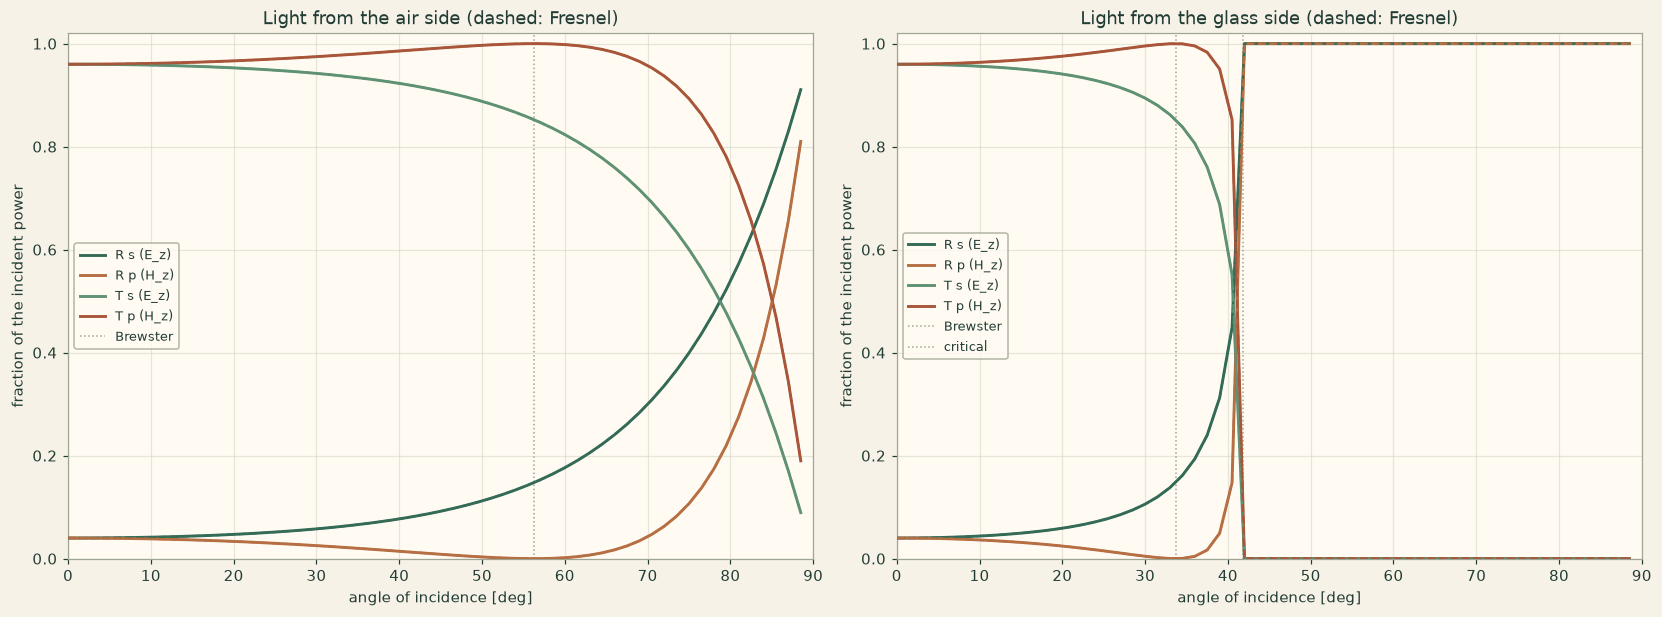 Light from the air side (dashed: Fresnel)
1.0
0.8
0.6
0.4
0.2
0.0
fraction of the incident power
R s (E_z)
R p (H_z)
T s (E_z)
T p (H_z)
Brewster
0 10 20 30 40 50 60 70 80 90
angle of incidence [deg]
Light from the glass side (dashed: Fresnel)
1.0
0.8
0.6
0.4
0.2
0.0
fraction of the incident power
R s (E_z)
R p (H_z)
T s (E_z)
T p (H_z)
Brewster
critical
0 10 20 30 40 50 60 70 80 90
angle of incidence [deg]